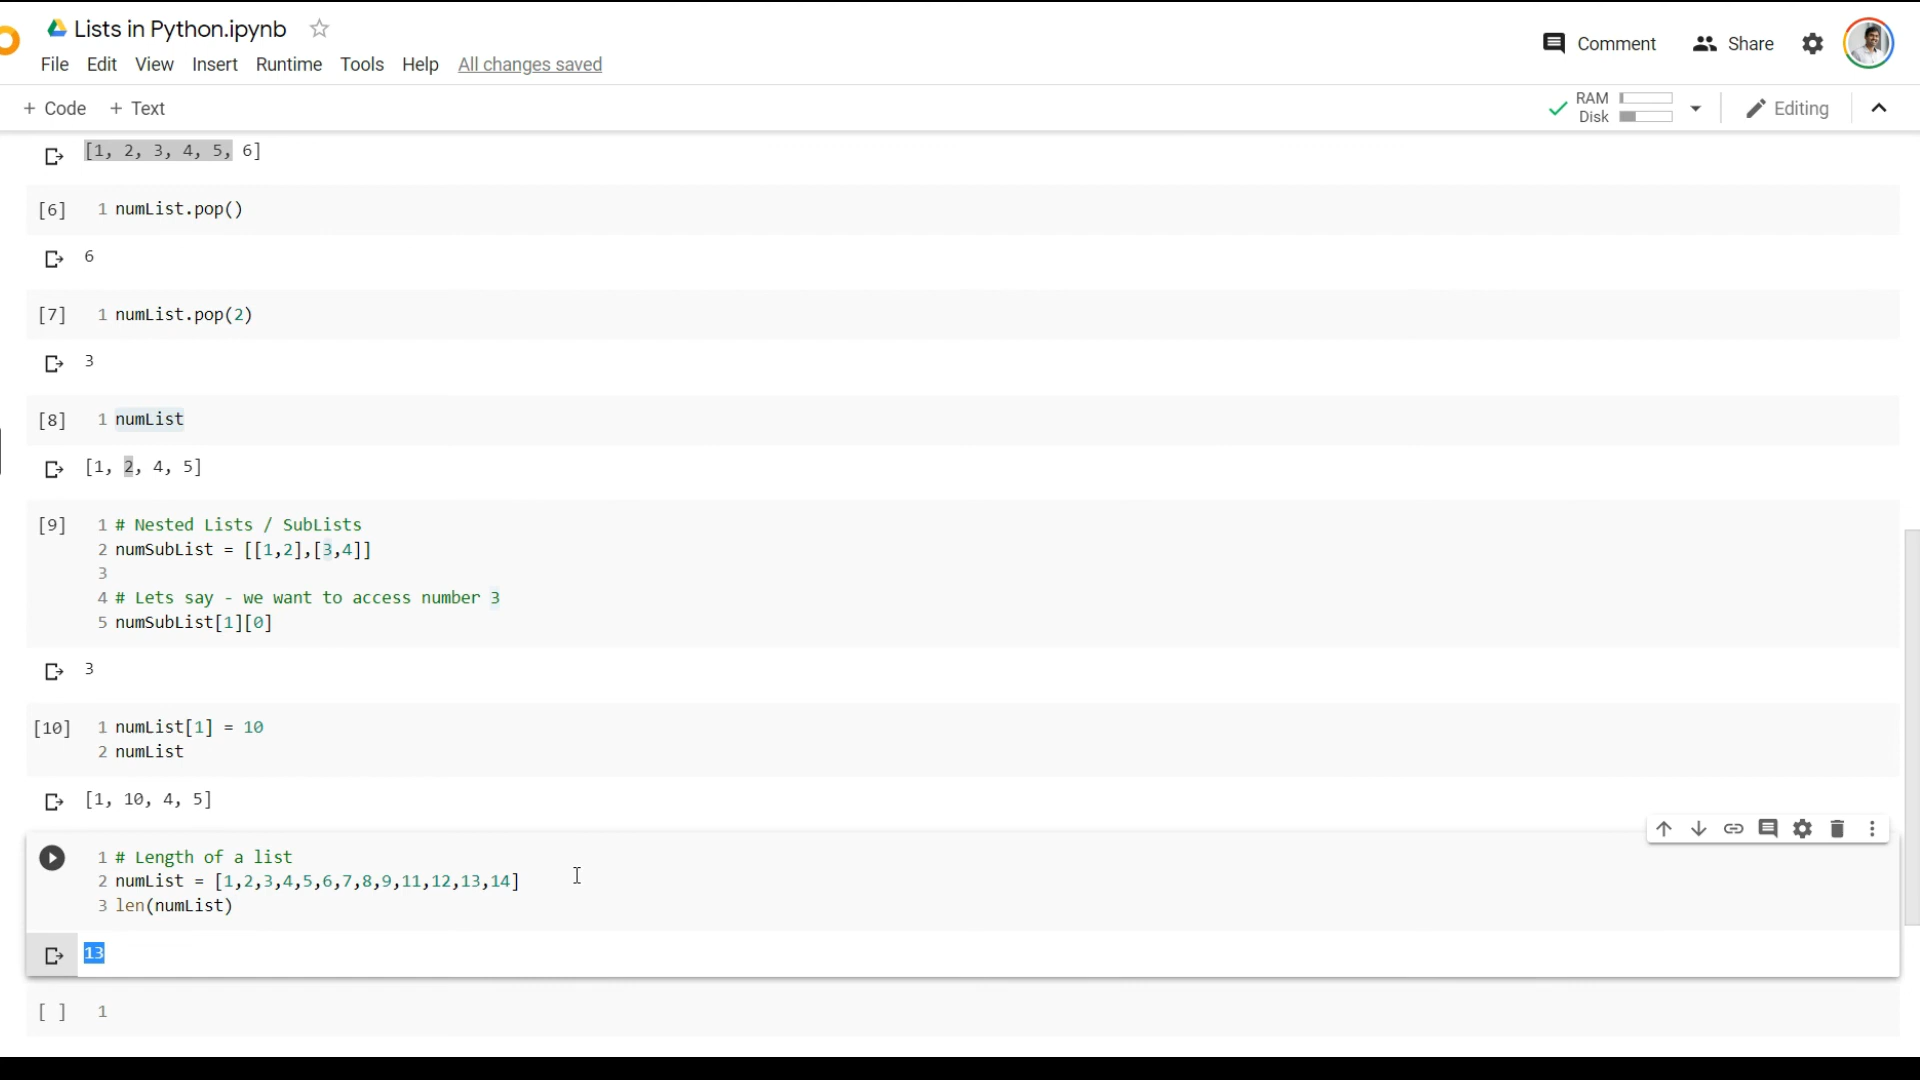 Lists in Python.ipynb
Comment Share
File Edit View Insert Runtime Tools Help All changes saved
+ Code + Text
RAM
Disk
Editing
[1, 2, 3, 4, 5, 6]
[6] 1 numList.pop()
6
[7] 1 numList.pop(2)
3
[8] 1 numList
[1, 2, 4, 5]
[9] 1 # Nested Lists / SubLists
2 numSubList = [[1,2],[3,4]]
3
4 # Lets say - we want to access number 3
5 numSubList[1][0]
3
[10] 1 numList[1] = 10
2 numList
[1, 10, 4, 5]
1 # Length of a list
2 numList = [1,2,3,4,5,6,7,8,9,11,12,13,14]
3 len(numList)
13
[ ] 1